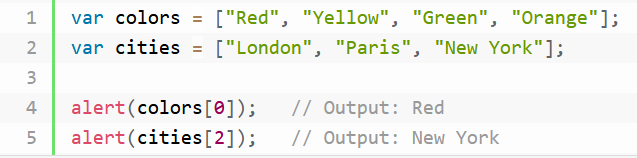 1 var colors = ["Red", "Yellow", "Green", "Orange"];
2 var cities = ["London", "Paris", "New York"];
3
4 alert(colors[0]);   // Output: Red
5 alert(cities[2]);   // Output: New York